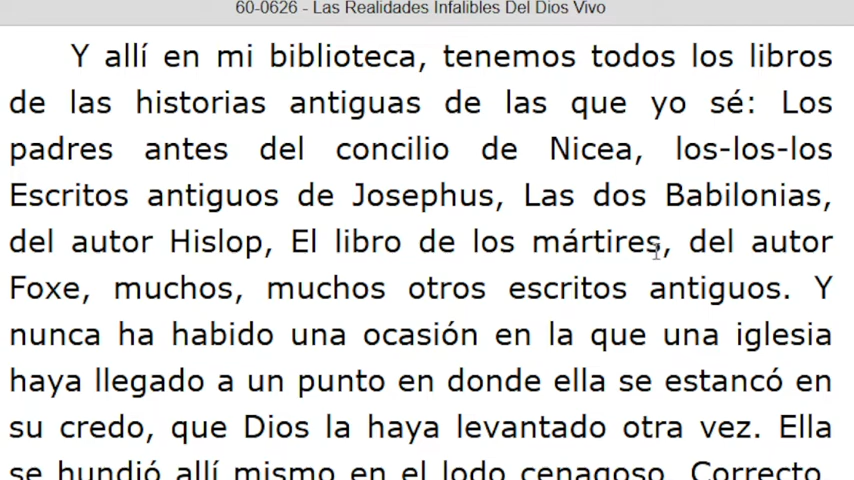 60-0626 - Las Realidades Infalibles Del Dios Vivo
Y allí en mi biblioteca, tenemos todos los libros
de las historias antiguas de las que yo sé: Los
padres antes del concilio de Nicea, los-los-los
Escritos antiguos de Josephus, Las dos Babilonias,
del autor Hislop, El libro de los mártires, del autor
Foxe, muchos, muchos otros escritos antiguos. Y
nunca ha habido una ocasión en la que una iglesia
haya llegado a un punto en donde ella se estancó en
su credo, que Dios la haya levantado otra vez. Ella
se hundió allí mismo en el lodo cenagoso. Correcto.